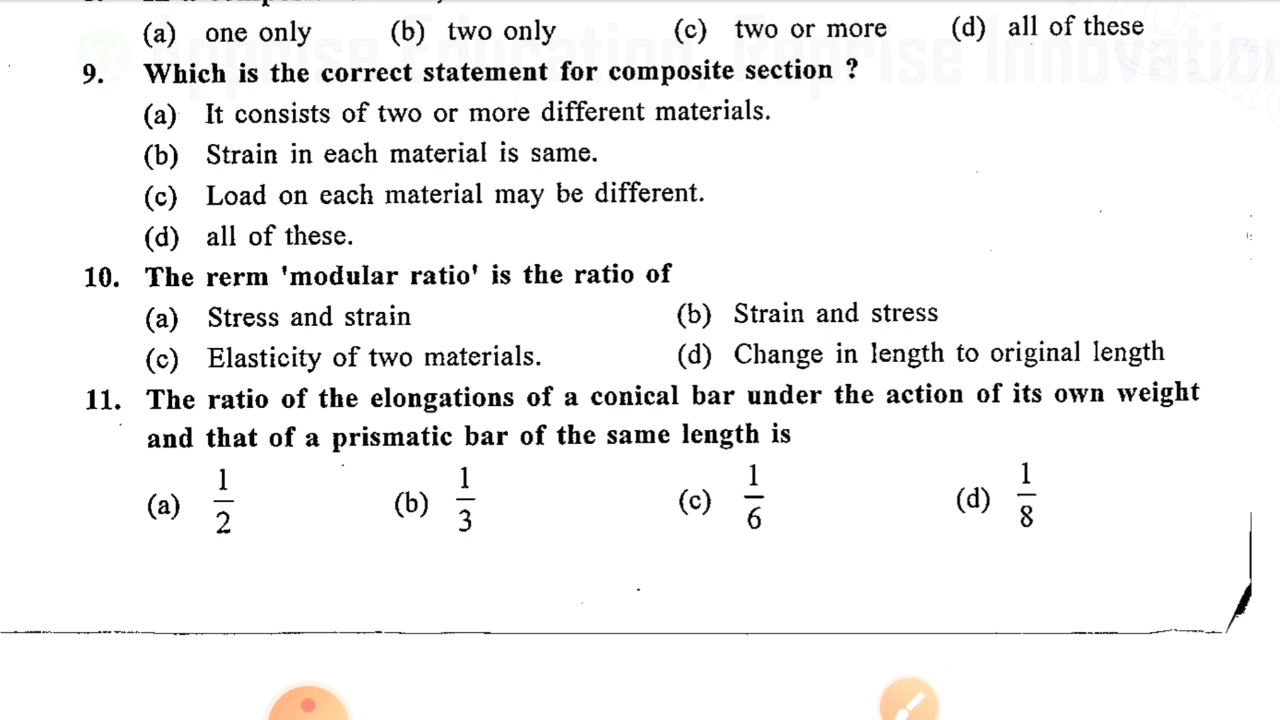 (a) one only (b) two only (c) two or more (d) all of these
9. Which is the correct statement for composite section ?
(a) It consists of two or more different materials.
(b) Strain in each material is same.
(c) Load on each material may be different.
(d) all of these.
10. The rerm 'modular ratio' is the ratio of
(a) Stress and strain (b) Strain and stress
(c) Elasticity of two materials. (d) Change in length to original length
11. The ratio of the elongations of a conical bar under the action of its own weight
and that of a prismatic bar of the same length is
(a) 1/2 (b) 1/3 (c) 1/6 (d) 1/8